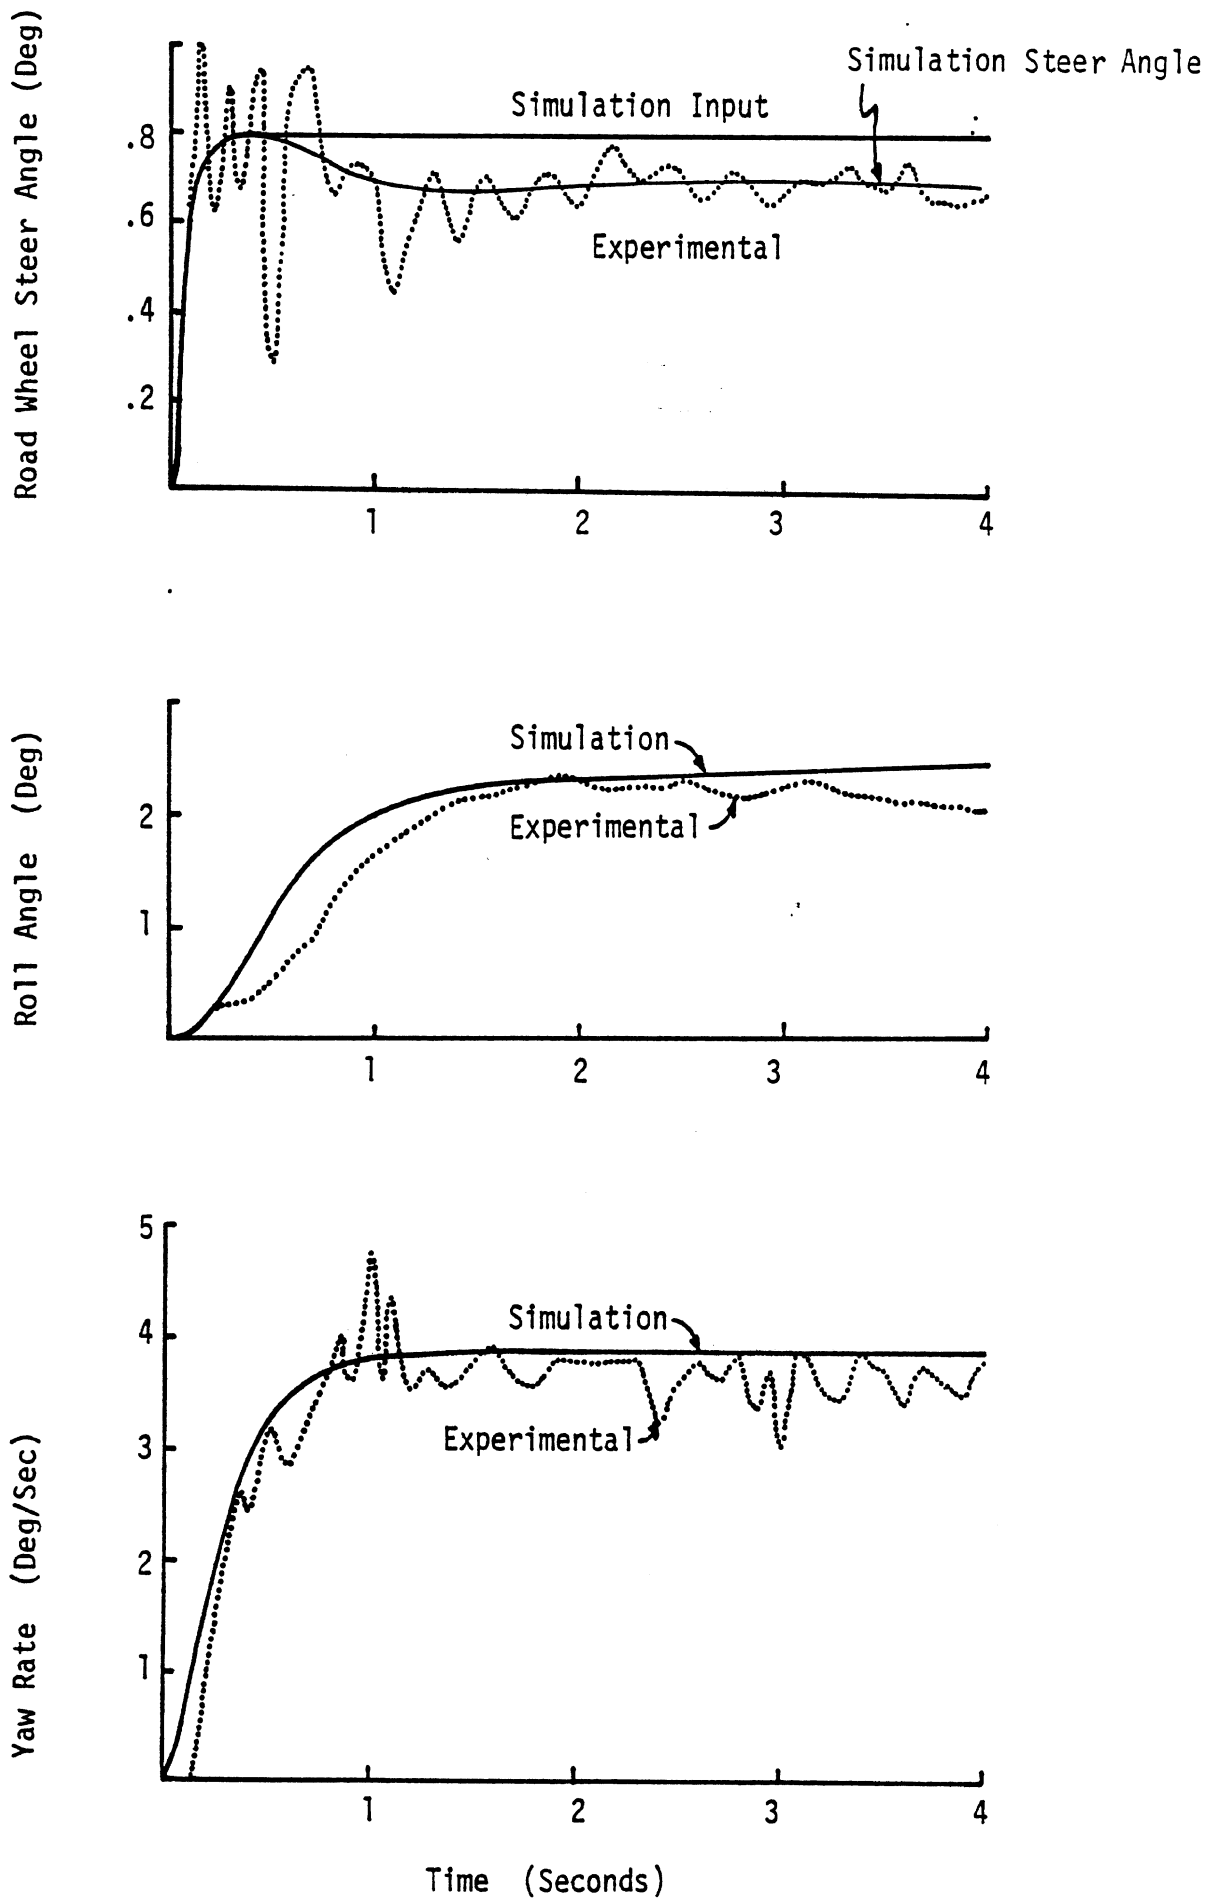 Road Wheel Steer Angle (Deg)
Simulation Steer Angle
Simulation Input
.8
.6
.4
.2
Experimental
1 2 3 4
Roll Angle (Deg)
Simulation
2
Experimental
1
1 2 3 4
Yaw Rate (Deg/Sec)
5
Simulation
4
Experimental
3
2
1
1 2 3 4
Time (Seconds)